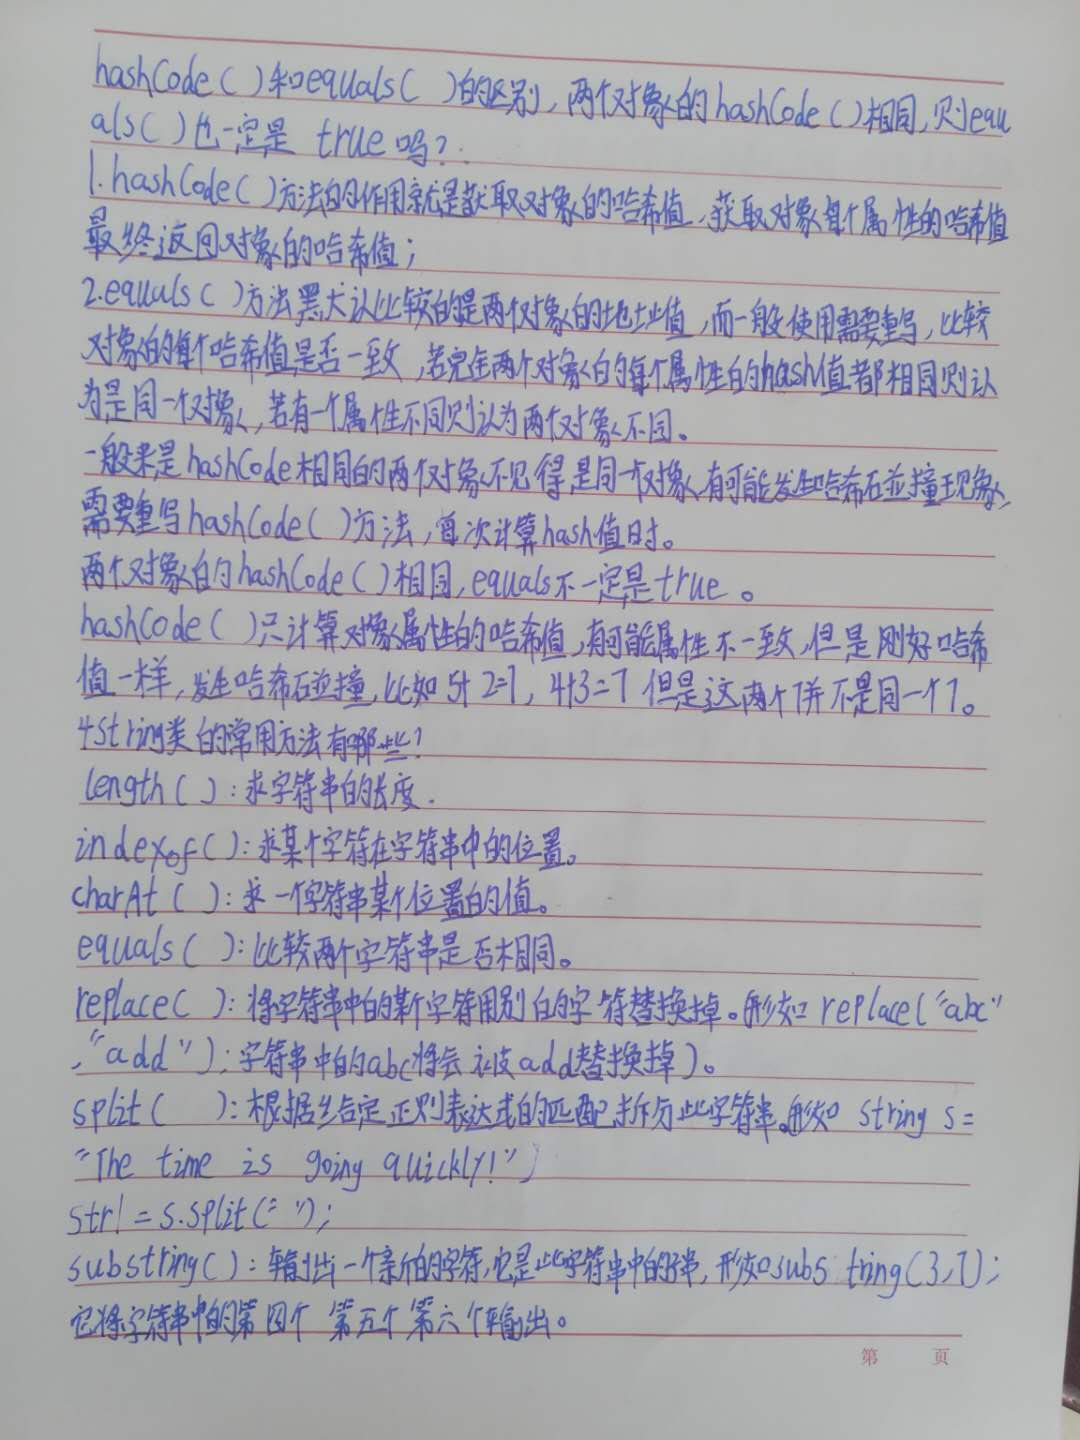 hashCode( )和equals( )的区别,两个对象的hashCode()相同,则equ
als( )也一定是 true吗?
1.hashCode( )方法的作用就是获取对象的哈希值,获取对象每个属性的哈希值
最终返回对象的哈希值;
2.equals( )方法默认比较的是两个对象的地址值,而一般使用需要重写,比较
对象的每个哈希值是否一致,若完全两个对象的每个属性的hash值都相同则认
为是同一个对象,若有一个属性不同则认为两个对象不同。
一般来是hashCode相同的两个对象不见得是同一个对象,有可能发生哈希碰撞现象,
需要重写hashCode( )方法,每次计算hash值时。
两个对象的hashCode( )相同,equals不一定是true。
hashCode( )只计算对象属性的哈希值,有可能属性不一致,但是刚好哈希
值一样,发生哈希碰撞,比如5+2=7,4+3=7但是这两个7并不是同一个7。
4String类的常用方法有哪些?
length( ):求字符串的长度.
indexof( ):求某个字符在字符串中的位置。
charAt( ):求一个字符串某个位置的值。
equals( ):比较两个字符串是否相同。
replace( ):将字符串中的某个字符用别的字符替换掉。形如replace("abc"
,"add");字符串中的abc将会被add替换掉)。
split( ):根据给定正则表达式的匹配拆分此字符串。形如 string s=
"The time is going quickly!")
str1=s.split(" ");
substring( ):输出一个新的字符,它是此字符串中的子串,形如subs tring(3,7);
它将字符串中的第四个 第五个 第六个输出。
第 页